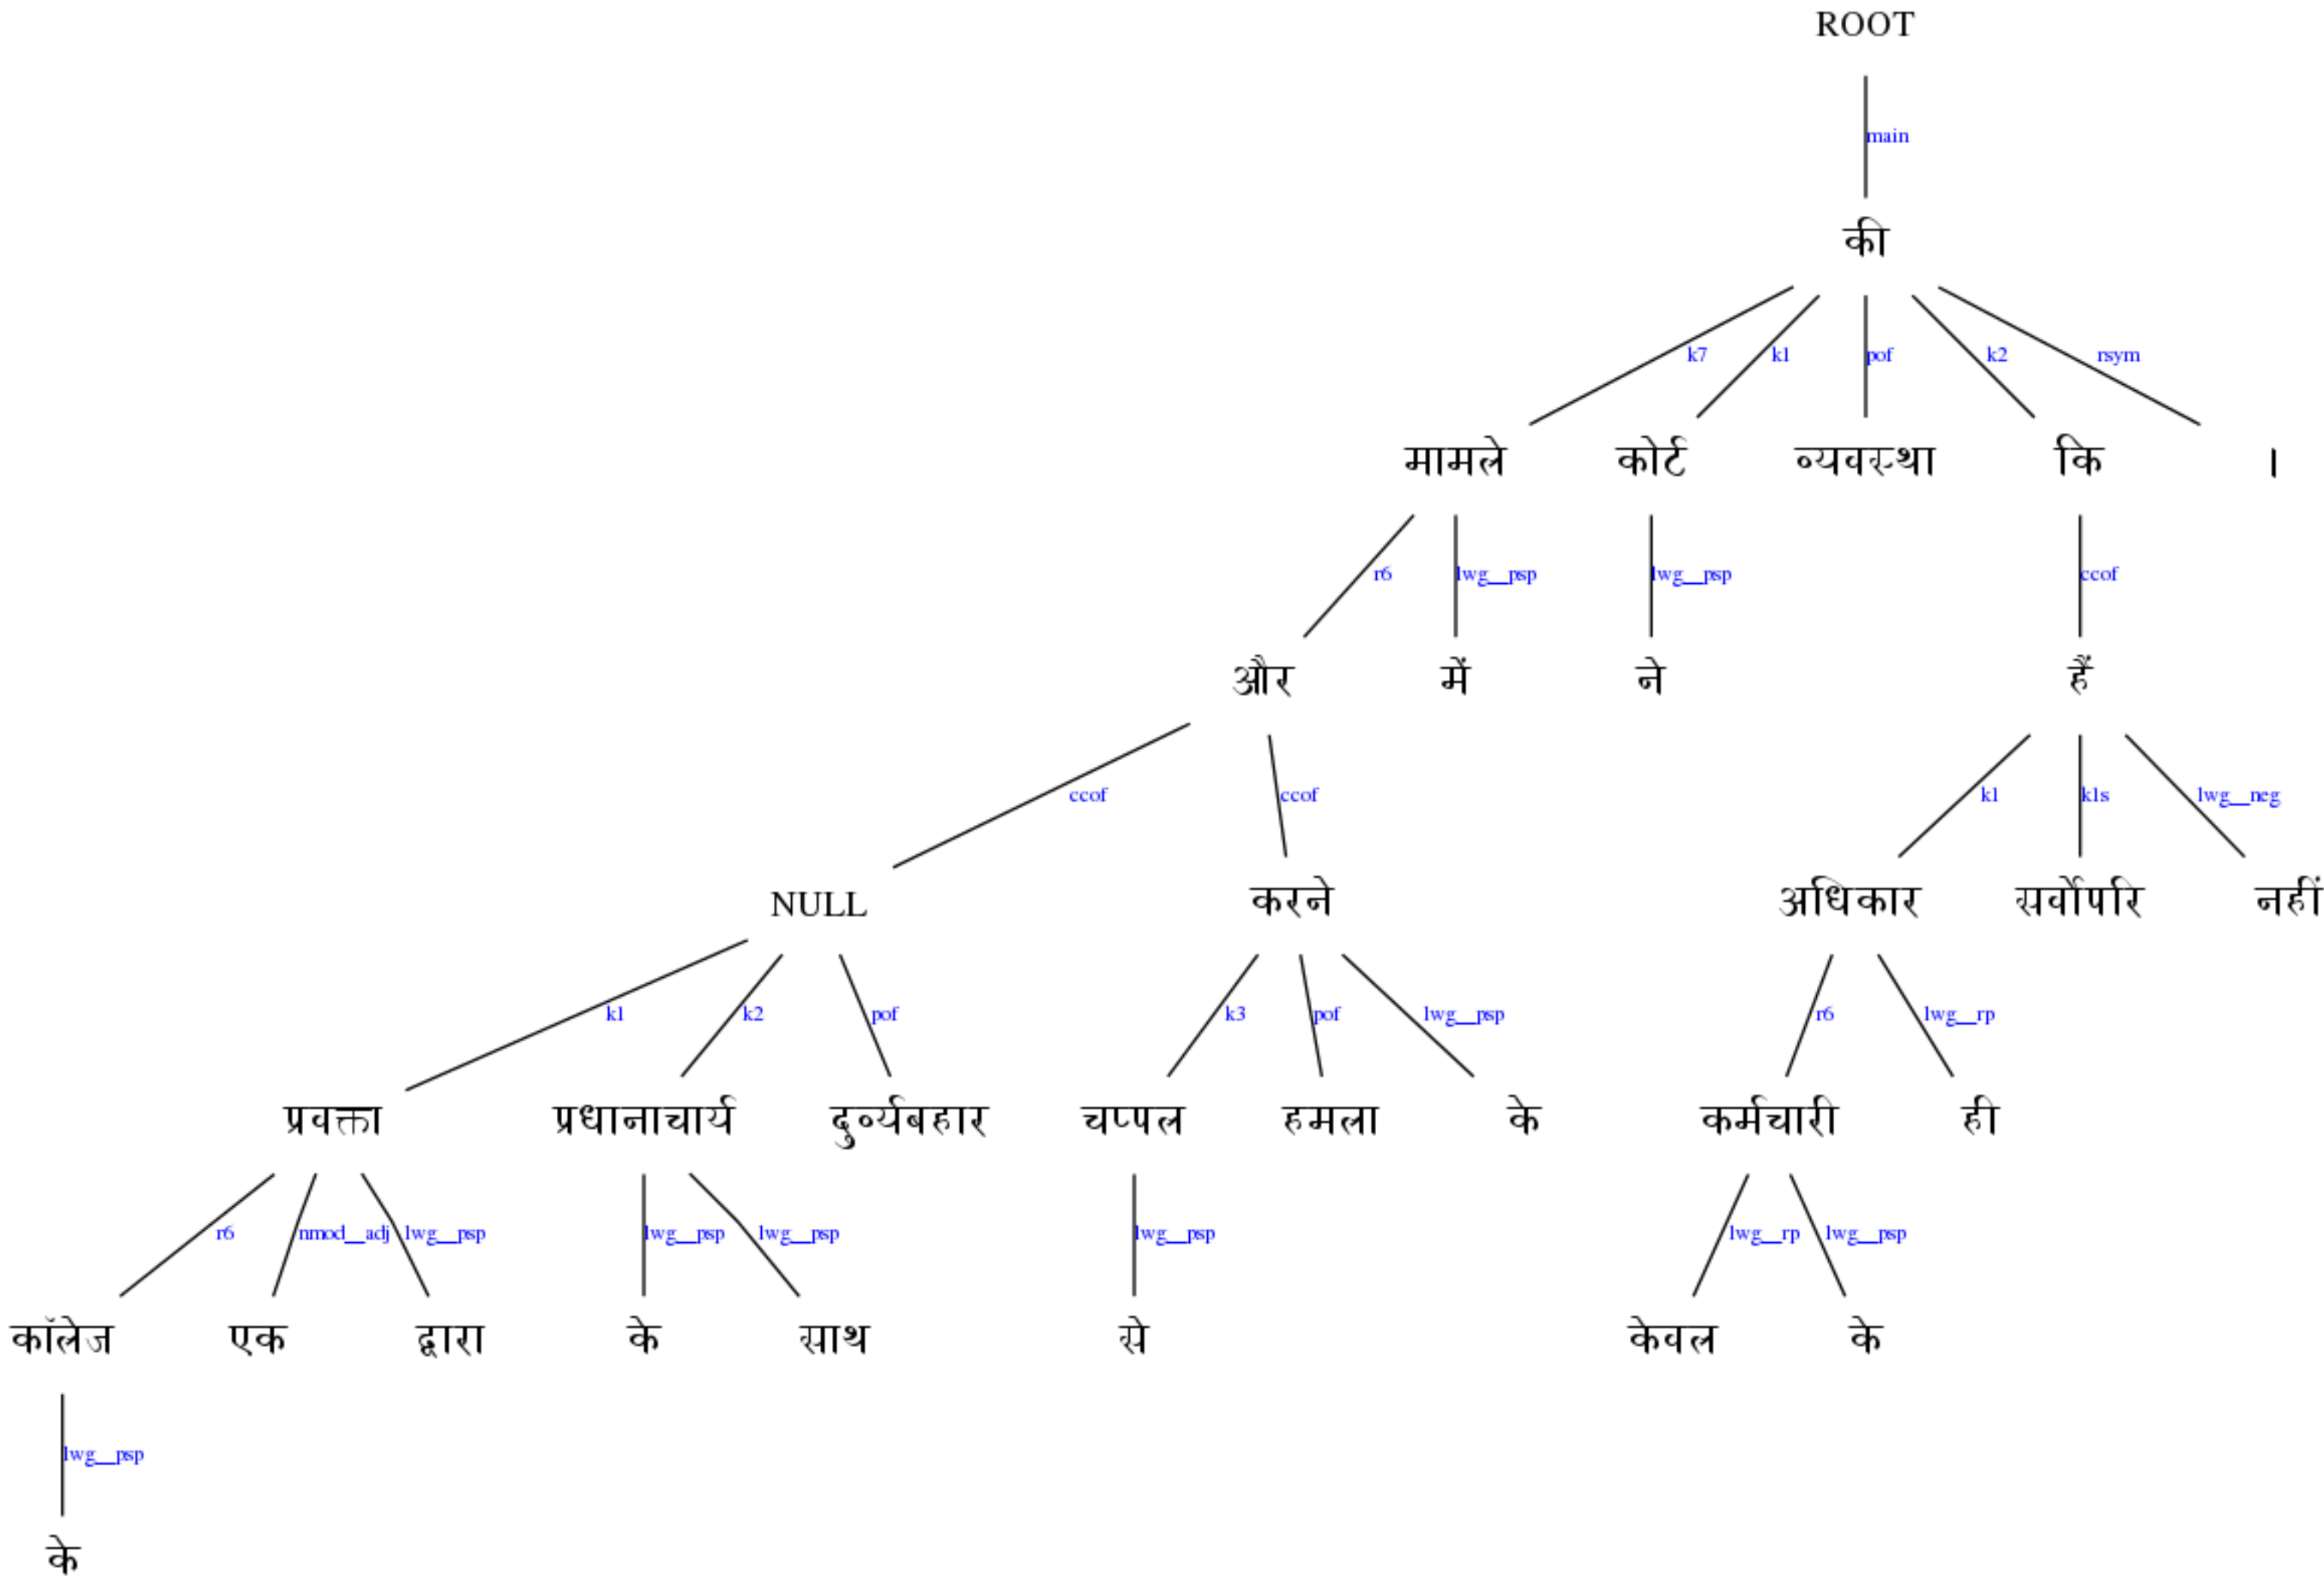 ROOT
main
की
k7 k1 pof k2 rsym
मामले कोर्ट व्यवस्था कि ।
r6 lwg__psp lwg__psp ccof
और में ने हैं
ccof ccof k1 k1s lwg__neg
NULL करने अधिकार सर्वोपरि नहीं
k1 k2 pof k3 pof lwg__psp r6 lwg__rp
प्रवक्ता प्रधानाचार्य दुर्व्यबहार चप्पल हमला के कर्मचारी ही
r6 nmod__adj lwg__psp lwg__psp lwg__psp lwg__psp lwg__rp lwg__psp
कॉलेज एक द्वारा के साथ से केवल के
lwg__psp
के